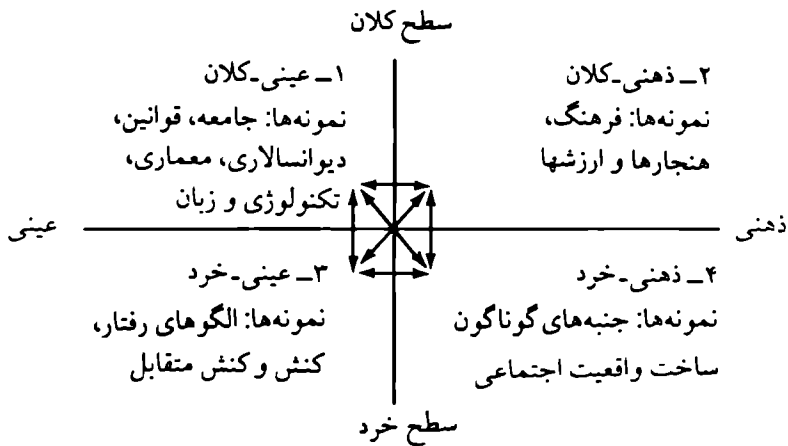 سطح کلان
۲ـ ذهنی‌ـ‌کلان
نمونه‌ها: فرهنگ،
هنجارها و ارزشها
۱ـ عینی‌ـ‌کلان
نمونه‌ها: جامعه، قوانین،
دیوانسالاری، معماری،
تکنولوژی و زبان
ذهنی
عینی
۴ـ ذهنی‌ـ‌خرد
نمونه‌ها: جنبه‌های گوناگون
ساخت واقعیت اجتماعی
۳ـ عینی‌ـ‌خرد
نمونه‌ها: الگوهای رفتار،
کنش و کنش متقابل
سطح خرد